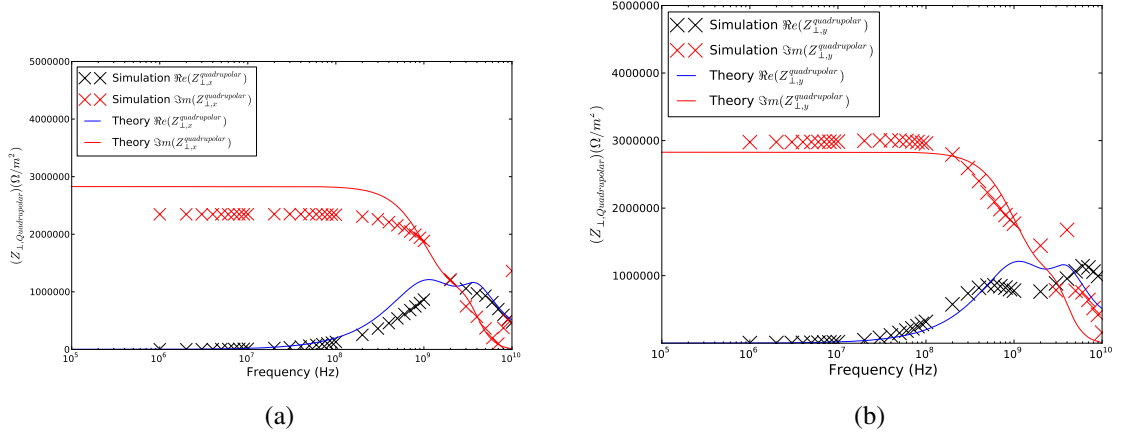 5000000
4000000
3000000
2000000
1000000
0
(Z⊥,Quadrupolar)(Ω/m²)
Simulation ℜe(Z⊥,x^quadrupolar)
Simulation ℑm(Z⊥,x^quadrupolar)
Theory ℜe(Z⊥,x^quadrupolar)
Theory ℑm(Z⊥,x^quadrupolar)
10^5 10^6 10^7 10^8 10^9 10^10
Frequency (Hz)
(a)
5000000
4000000
3000000
2000000
1000000
(Z⊥,Quadrupolar)(Ω/m²)
Simulation ℜe(Z⊥,y^quadrupolar)
Simulation ℑm(Z⊥,y^quadrupolar)
Theory ℜe(Z⊥,y^quadrupolar)
Theory ℑm(Z⊥,y^quadrupolar)
10^5 10^6 10^7 10^8 10^9 10^10
Frequency (Hz)
(b)